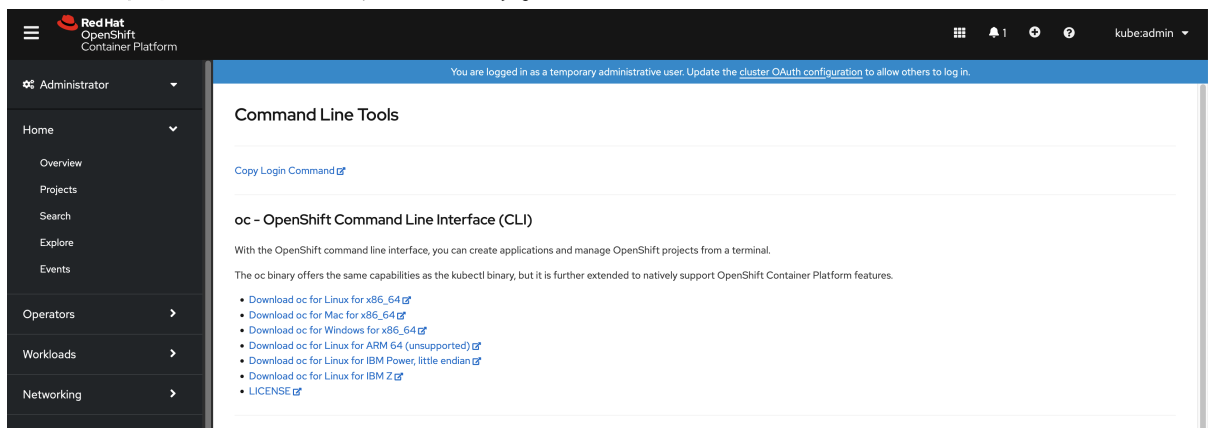 Red Hat
OpenShift
Container Platform
1
kube:admin
Administrator
You are logged in as a temporary administrative user. Update the cluster OAuth configuration to allow others to log in.
Home
Overview
Projects
Search
Explore
Events
Operators
Workloads
Networking
Command Line Tools
Copy Login Command
oc - OpenShift Command Line Interface (CLI)
With the OpenShift command line interface, you can create applications and manage OpenShift projects from a terminal.
The oc binary offers the same capabilities as the kubectl binary, but it is further extended to natively support OpenShift Container Platform features.
Download oc for Linux for x86_64
Download oc for Mac for x86_64
Download oc for Windows for x86_64
Download oc for Linux for ARM 64 (unsupported)
Download oc for Linux for IBM Power, little endian
Download oc for Linux for IBM Z
LICENSE